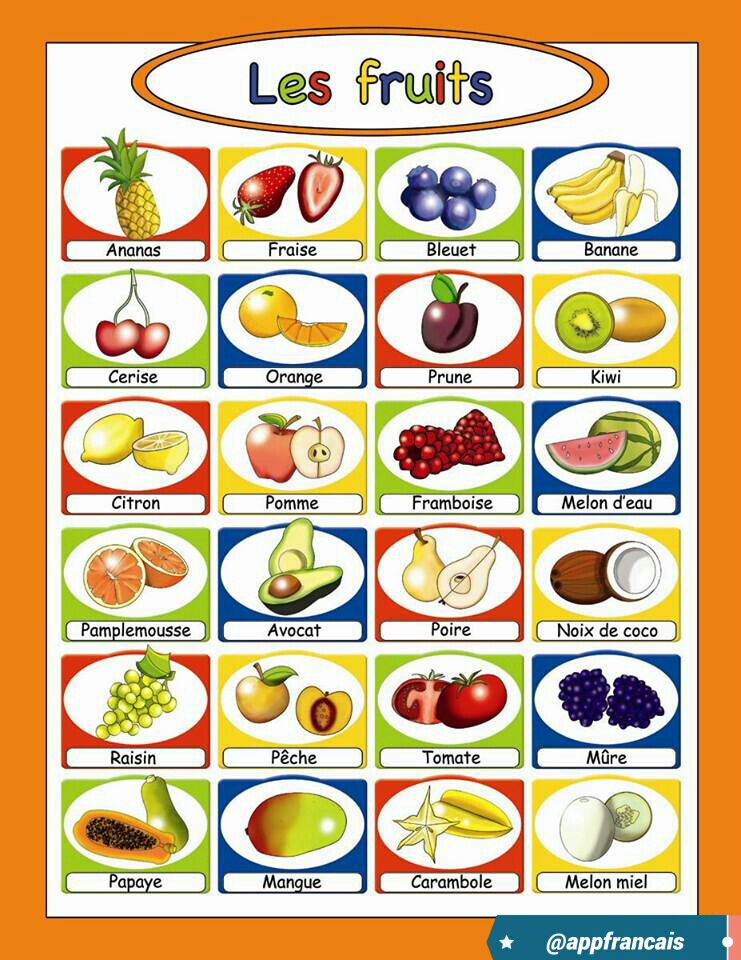 Les fruits
Ananas
Fraise
Bleuet
Banane
Cerise
Orange
Prune
Kiwi
Citron
Pomme
Framboise
Melon d'eau
Pamplemousse
Avocat
Poire
Noix de coco
Raisin
Pêche
Tomate
Mûre
Papaye
Mangue
Carambole
Melon miel
@appfrancais